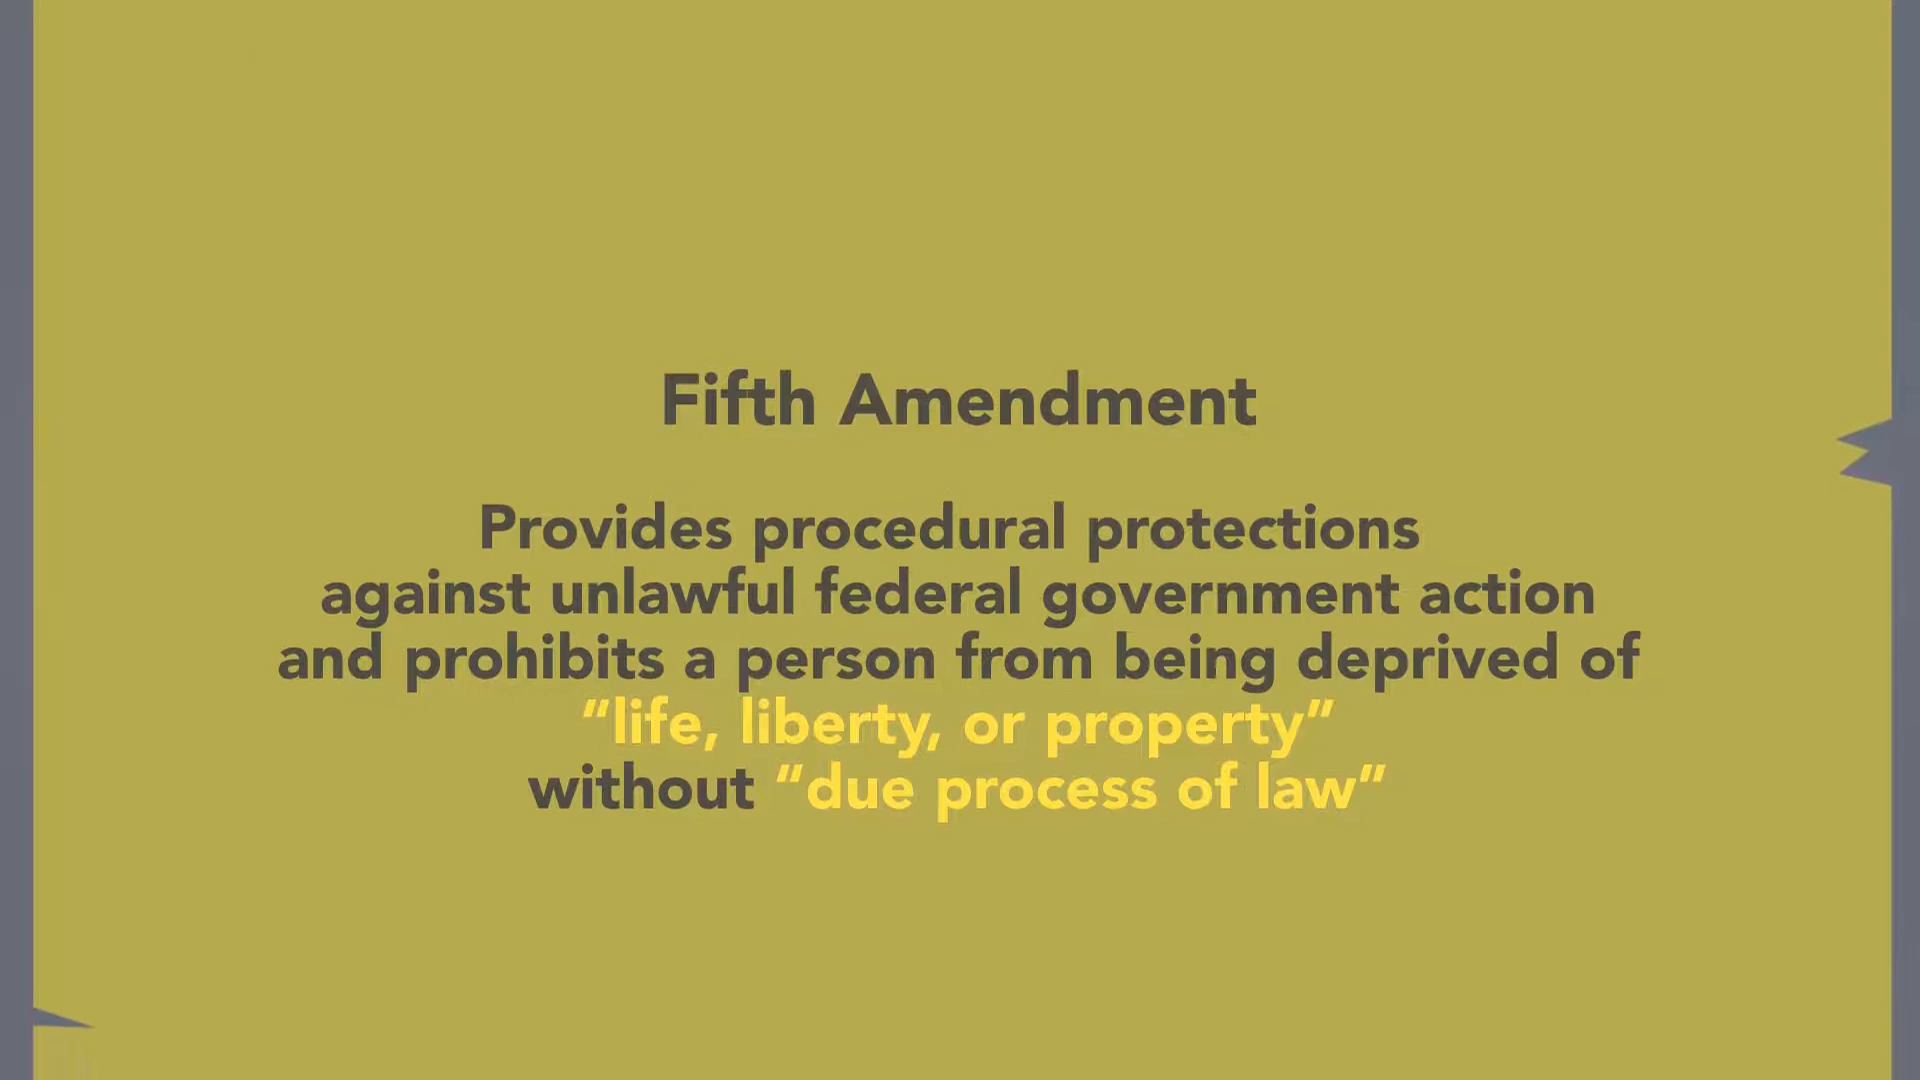 Fifth Amendment
Provides procedural protections
against unlawful federal government action
and prohibits a person from being deprived of
“life, liberty, or property”
without “due process of law”